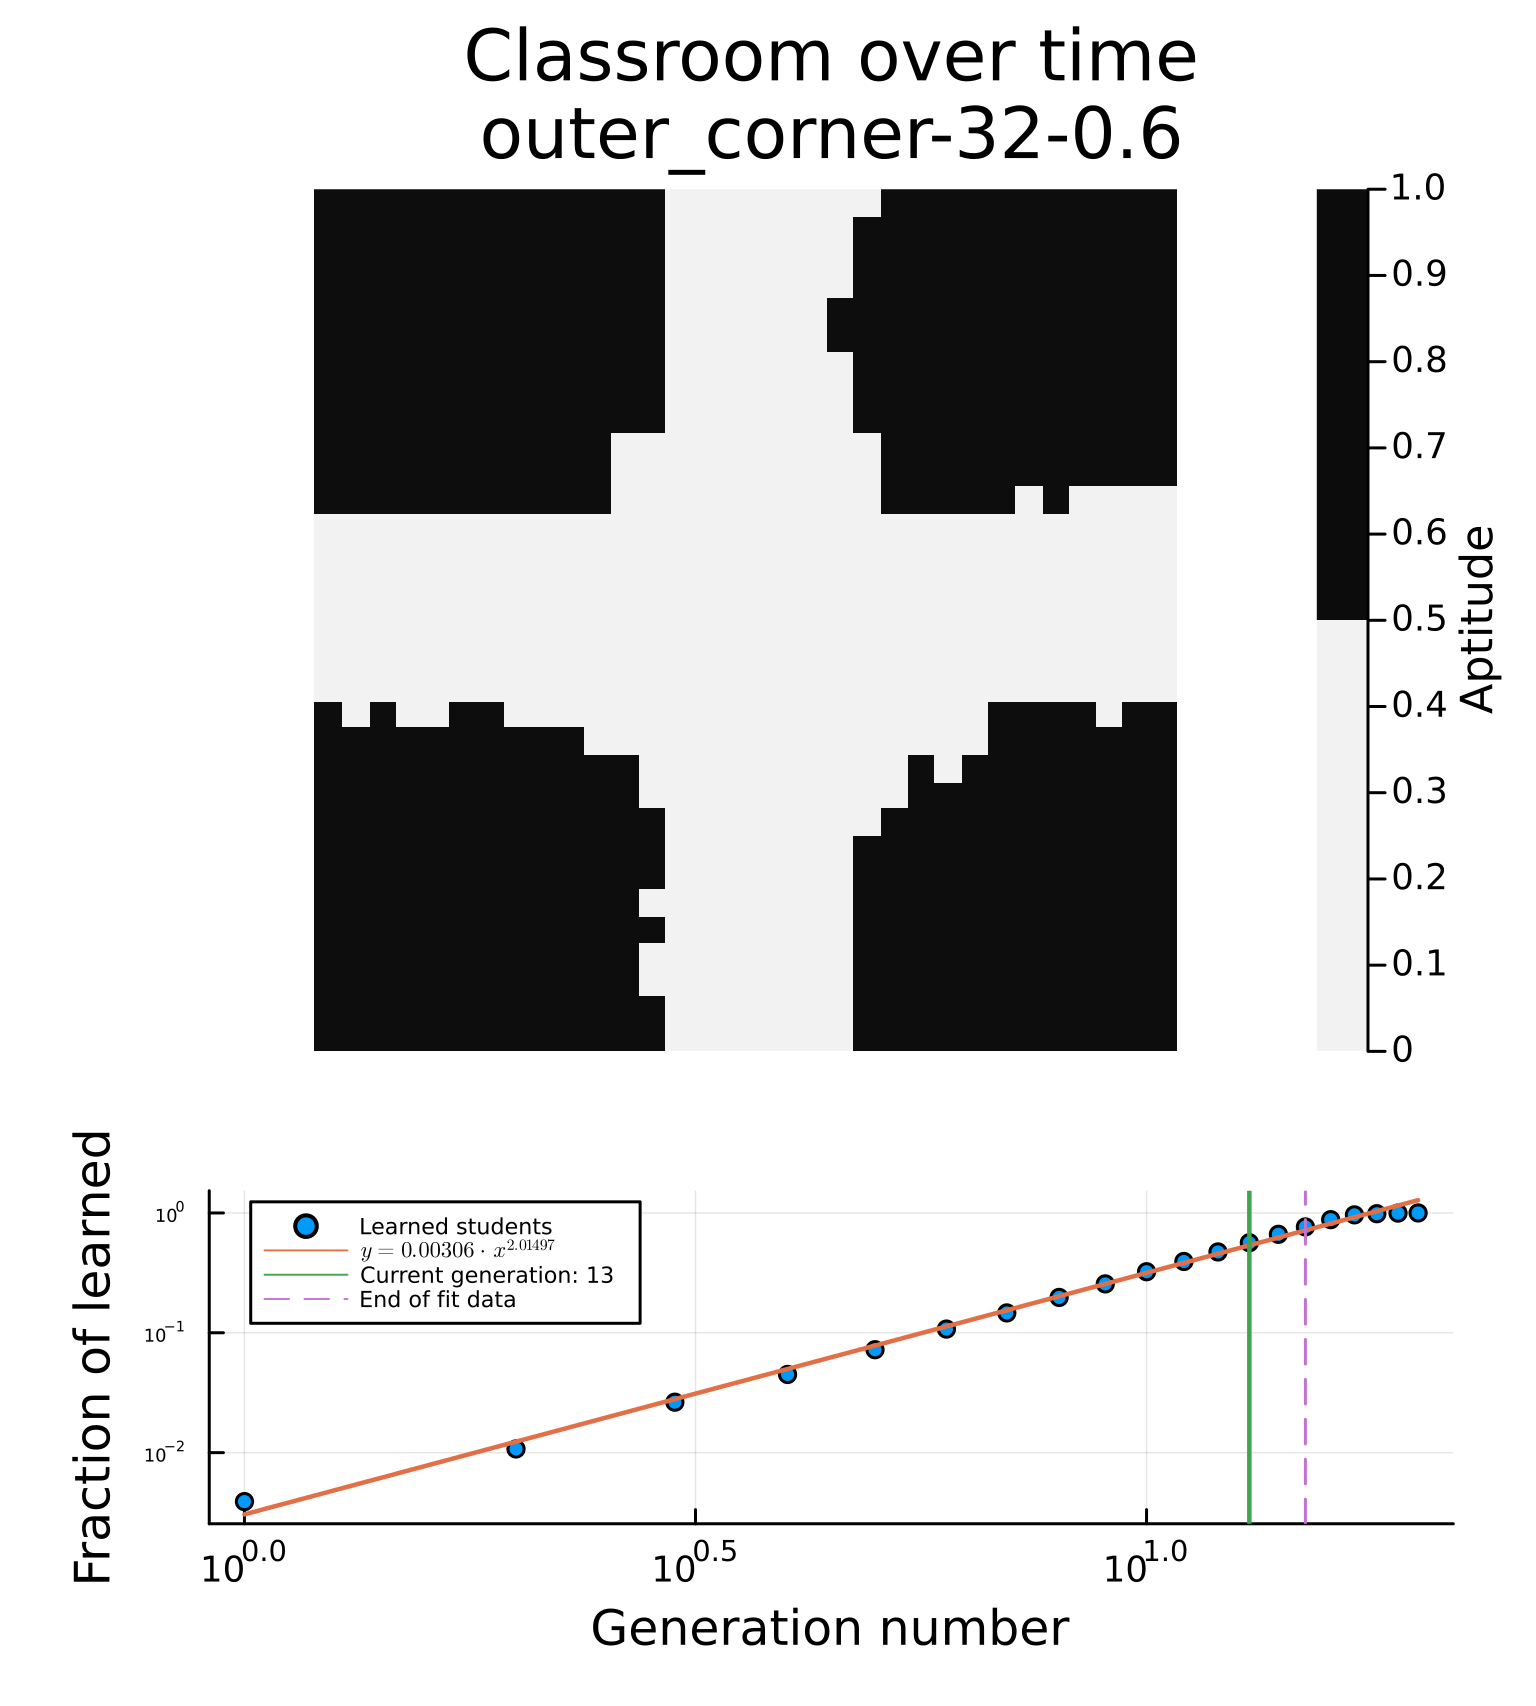 Classroom over time
outer_corner-32-0.6
1.0
0.9
0.8
0.7
0.6
0.5
0.4
0.3
0.2
0.1
0
Aptitude
Fraction of learned
10^0
10^-1
10^-2
Learned students
y = 0.00306 · x^2.01497
Current generation: 13
End of fit data
10^0.0
10^0.5
10^1.0
Generation number